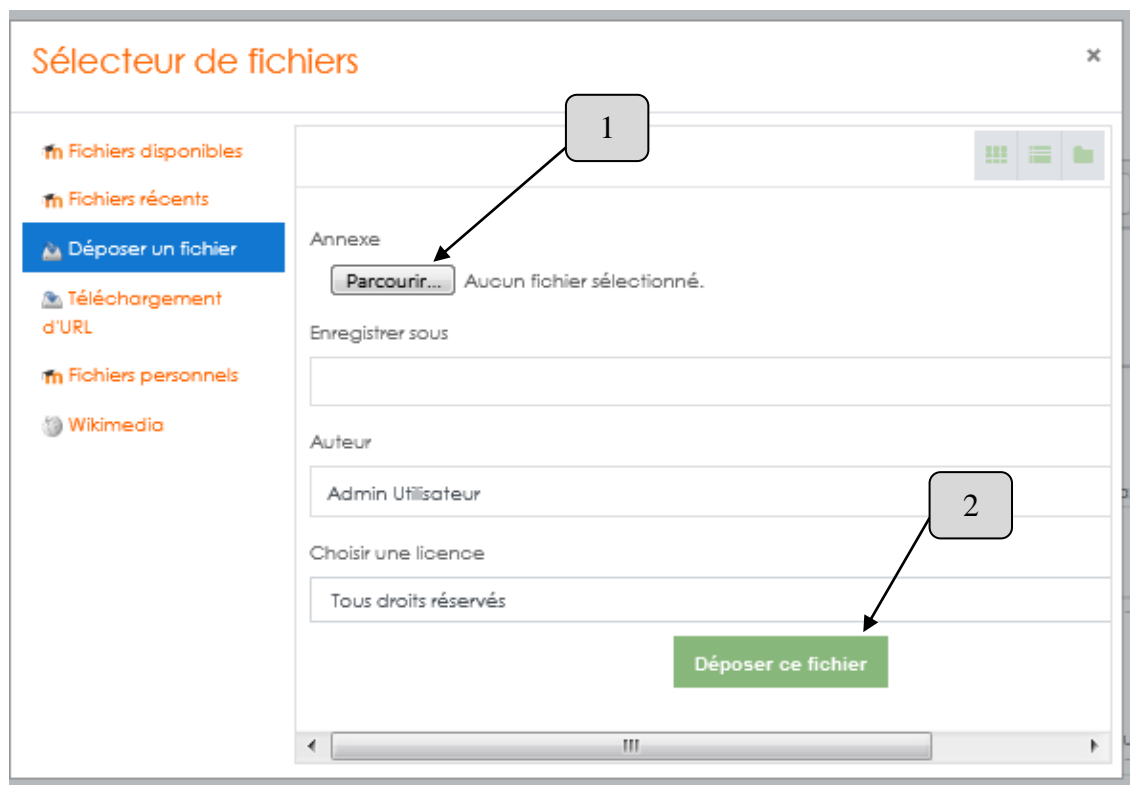 Sélecteur de fichiers
×
1
Fichiers disponibles
Fichiers récents
Déposer un fichier
Téléchargement
d'URL
Fichiers personnels
Wikimedia
Annexe
Parcourir... Aucun fichier sélectionné.
Enregistrer sous
Auteur
Admin Utilisateur
2
Choisir une licence
Tous droits réservés
Déposer ce fichier